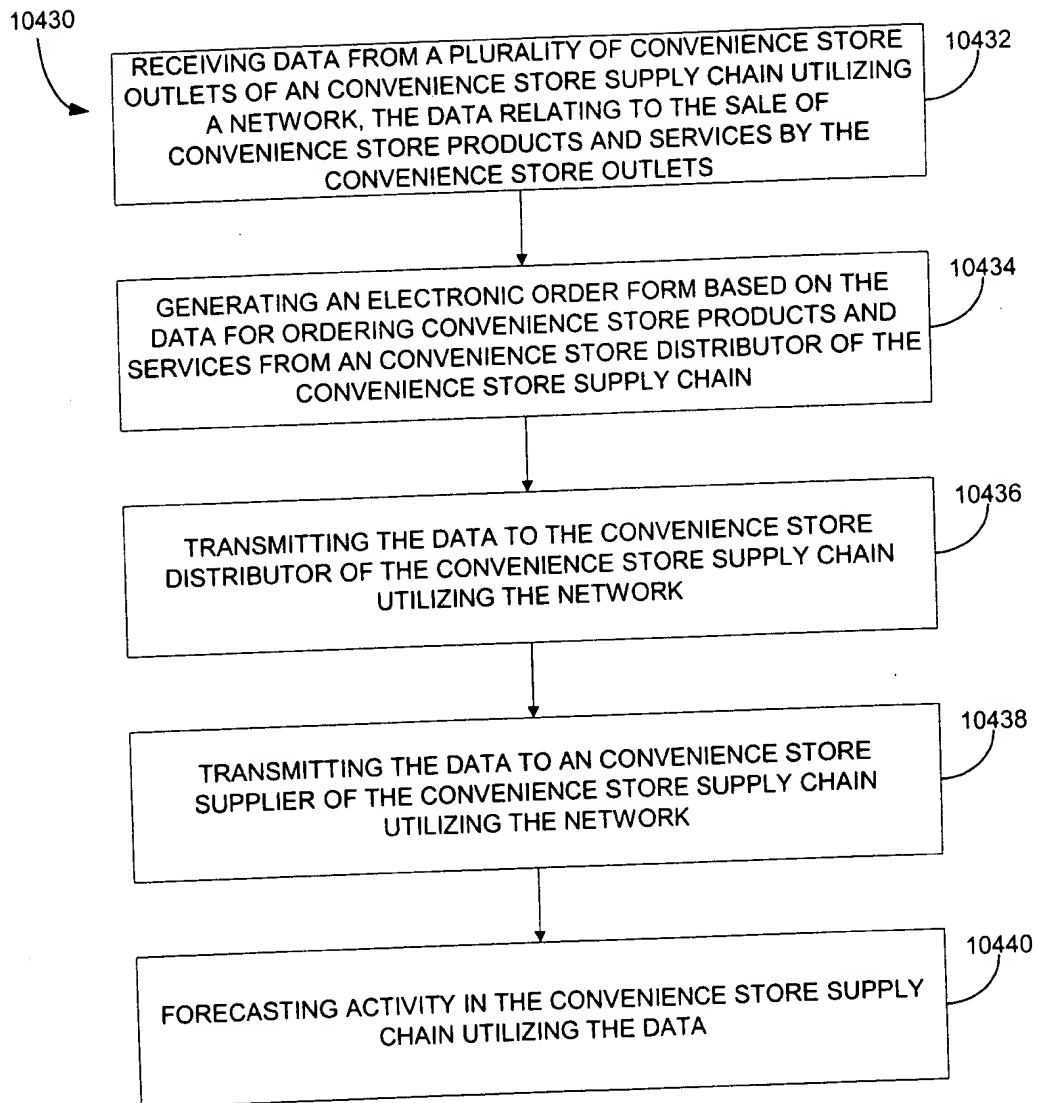 10430
RECEIVING DATA FROM A PLURALITY OF CONVENIENCE STORE
OUTLETS OF AN CONVENIENCE STORE SUPPLY CHAIN UTILIZING
A NETWORK, THE DATA RELATING TO THE SALE OF
CONVENIENCE STORE PRODUCTS AND SERVICES BY THE
CONVENIENCE STORE OUTLETS
10432
GENERATING AN ELECTRONIC ORDER FORM BASED ON THE
DATA FOR ORDERING CONVENIENCE STORE PRODUCTS AND
SERVICES FROM AN CONVENIENCE STORE DISTRIBUTOR OF THE
CONVENIENCE STORE SUPPLY CHAIN
10434
TRANSMITTING THE DATA TO THE CONVENIENCE STORE
DISTRIBUTOR OF THE CONVENIENCE STORE SUPPLY CHAIN
UTILIZING THE NETWORK
10436
TRANSMITTING THE DATA TO AN CONVENIENCE STORE
SUPPLIER OF THE CONVENIENCE STORE SUPPLY CHAIN
UTILIZING THE NETWORK
10438
FORECASTING ACTIVITY IN THE CONVENIENCE STORE SUPPLY
CHAIN UTILIZING THE DATA
10440